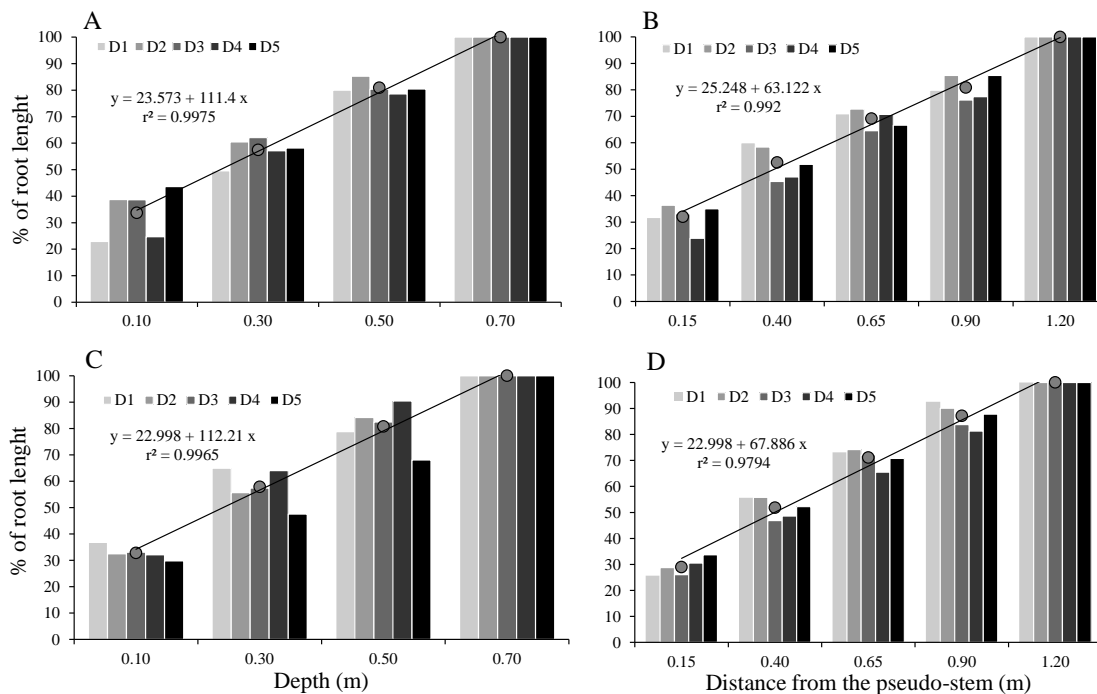 A
% of root lenght
100
90
80
70
60
50
40
30
20
10
0
D1 D2 D3 D4 D5
y = 23.573 + 111.4 x
r² = 0.9975
0.10 0.30 0.50 0.70
B
100
90
80
70
60
50
40
30
20
10
0
D1 D2 D3 D4 D5
y = 25.248 + 63.122 x
r² = 0.992
0.15 0.40 0.65 0.90 1.20
C
% of root lenght
100
90
80
70
60
50
40
30
20
10
0
D1 D2 D3 D4 D5
y = 22.998 + 112.21 x
r² = 0.9965
0.10 0.30 0.50 0.70
Depth (m)
D
100
90
80
70
60
50
40
30
20
10
0
D1 D2 D3 D4 D5
y = 22.998 + 67.886 x
r² = 0.9794
0.15 0.40 0.65 0.90 1.20
Distance from the pseudo-stem (m)